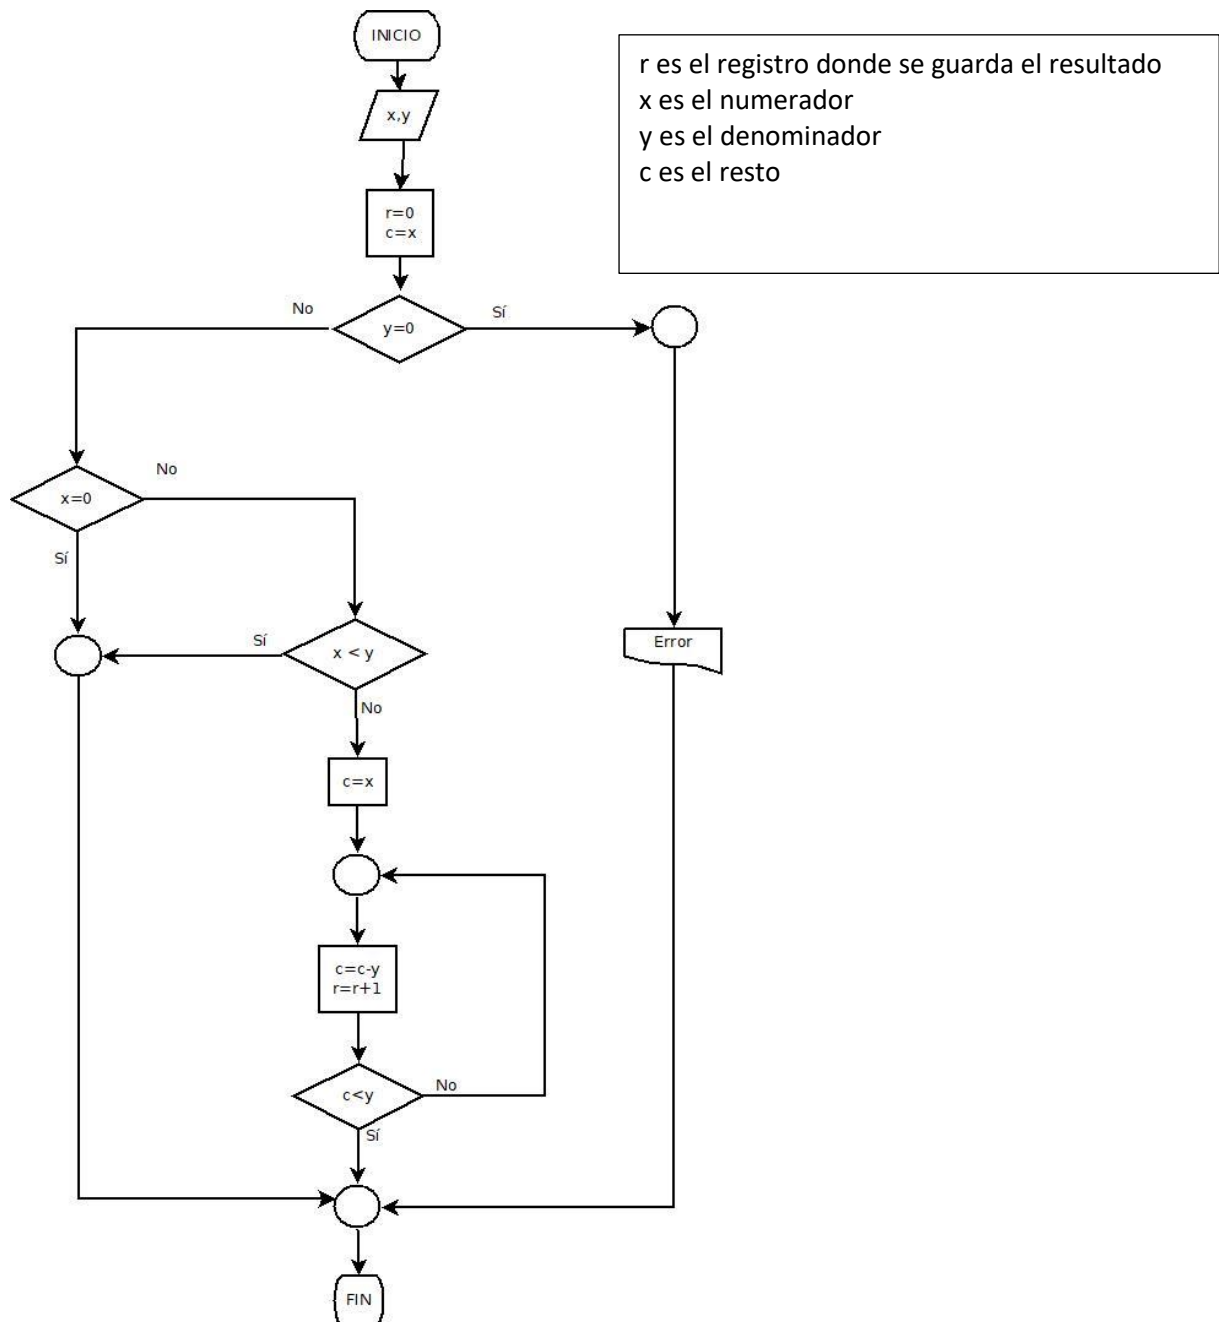 INICIO
r es el registro donde se guarda el resultado
x es el numerador
y es el denominador
c es el resto
x,y
r=0
c=x
No
y=0
Sí
x=0
No
Sí
Sí
x < y
No
Error
c=x
c=c-y
r=r+1
c<y
No
Sí
FIN